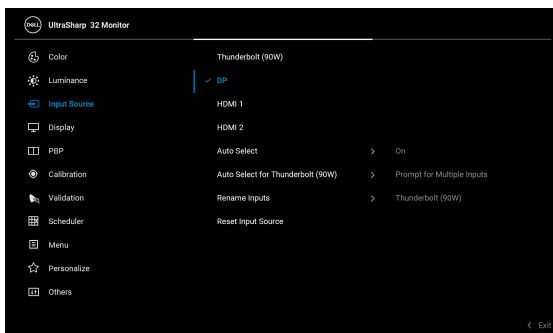 DELL UltraSharp 32 Monitor
Color
Thunderbolt (90W)
Luminance
DP
Input Source
HDMI 1
Display
HDMI 2
PBP
Auto Select
On
Calibration
Auto Select for Thunderbolt (90W)
Prompt for Multiple Inputs
Validation
Rename Inputs
Thunderbolt (90W)
Scheduler
Reset Input Source
Menu
Personalize
Others
Exit